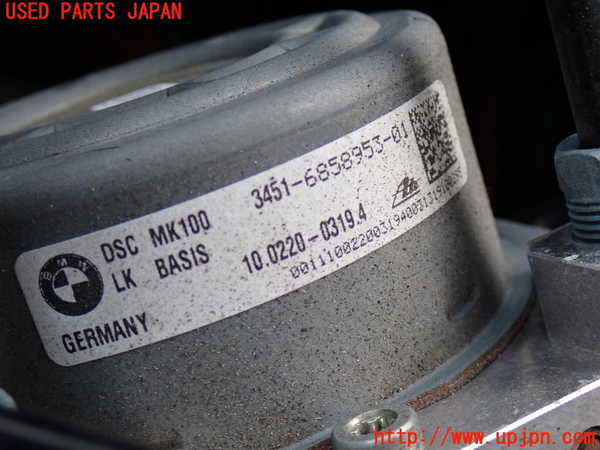 USED PARTS JAPAN
BMW
DSC MK100 3451-6858953-01
LK BASIS 10.0220-0319.4
GERMANY
http://www.upjpn.com/